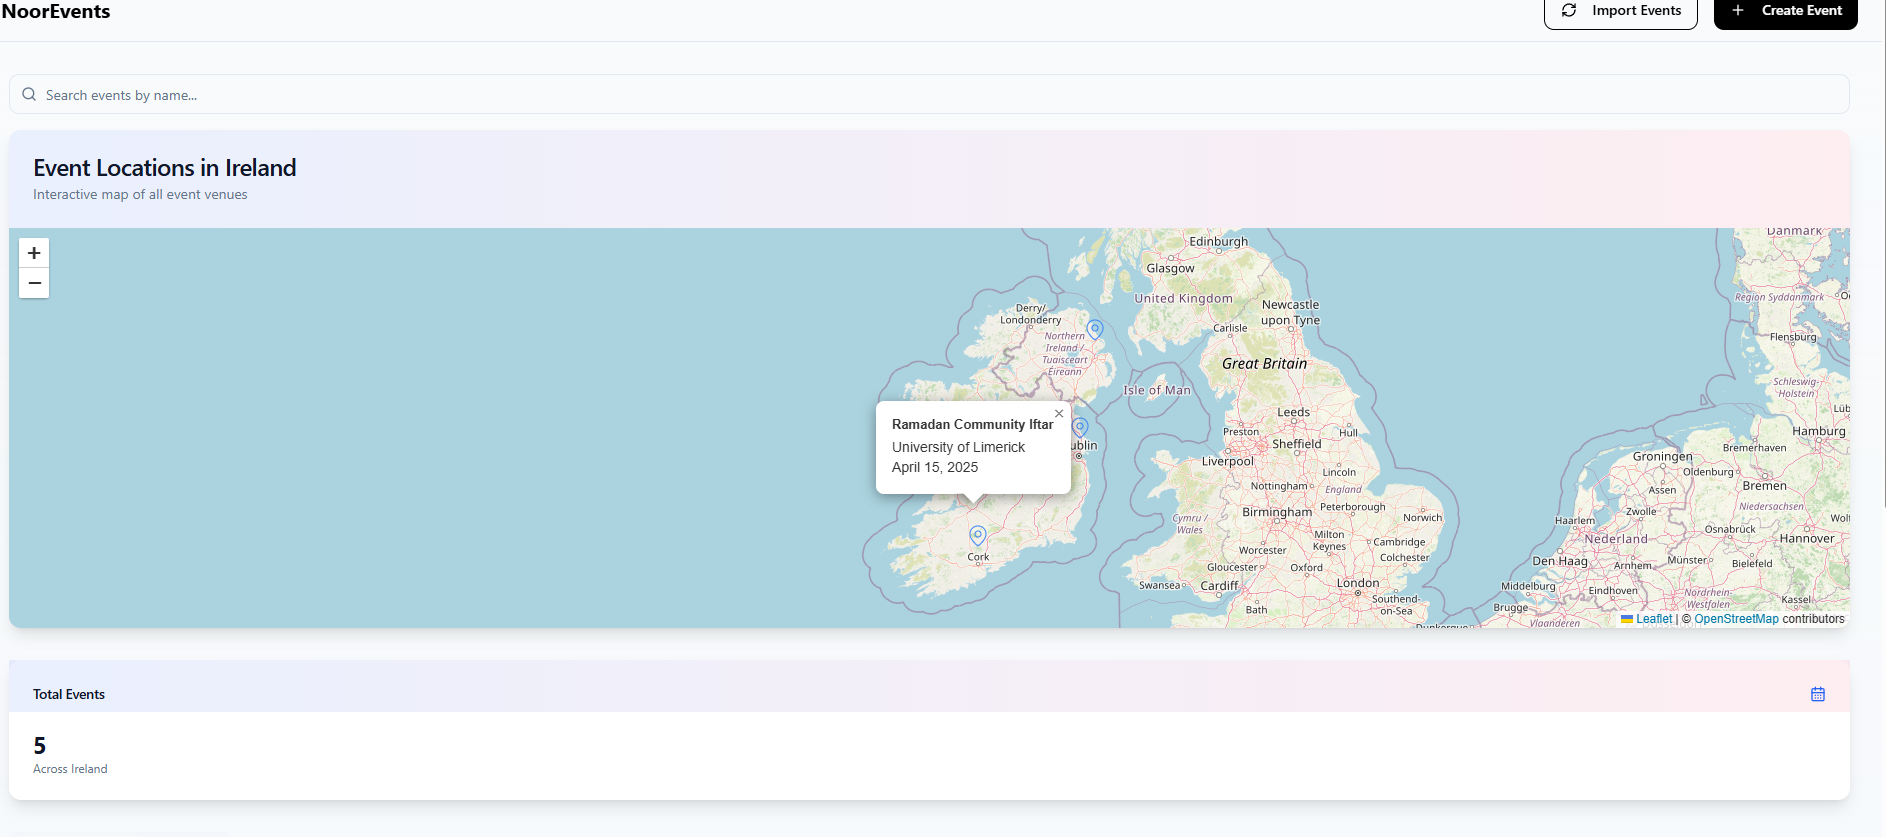 NoorEvents
Import Events
Create Event
Search events by name...
Event Locations in Ireland
Interactive map of all event venues
+
−
Danmark
Edinburgh
Glasgow
United Kingdom
Region Syddanmark
Newcastle
upon Tyne
Derry/
Londonderry
Carlisle
Northern
Ireland /
Tuaisceart
Éireann
Flensburg
Great Britain
Isle of Man
Schleswig-
Holstein
Leeds
Preston
Hull
Hamburg
Ramadan Community Iftar
University of Limerick
April 15, 2025
Sheffield
Liverpool
Lincoln
Groningen
Bremerhaven
Oldenburg
Nottingham
England
Assen
Bremen
Birmingham
Peterborough
Norwich
Cymru /
Wales
Haarlem
Zwolle
Niedersachsen
Osnabrück
Hannover
Nederland
Milton
Keynes
Cambridge
Colchester
Worcester
Cork
Gloucester
Oxford
Den Haag
Arnhem
Münster
Bielefeld
Swansea
Cardiff
London
Middelburg
Eindhoven
Nordrhein-
Westfalen
Kassel
Southend-
on-Sea
Bath
Brugge
Vlaanderen
Leaflet | © OpenStreetMap contributors
Total Events
5
Across Ireland